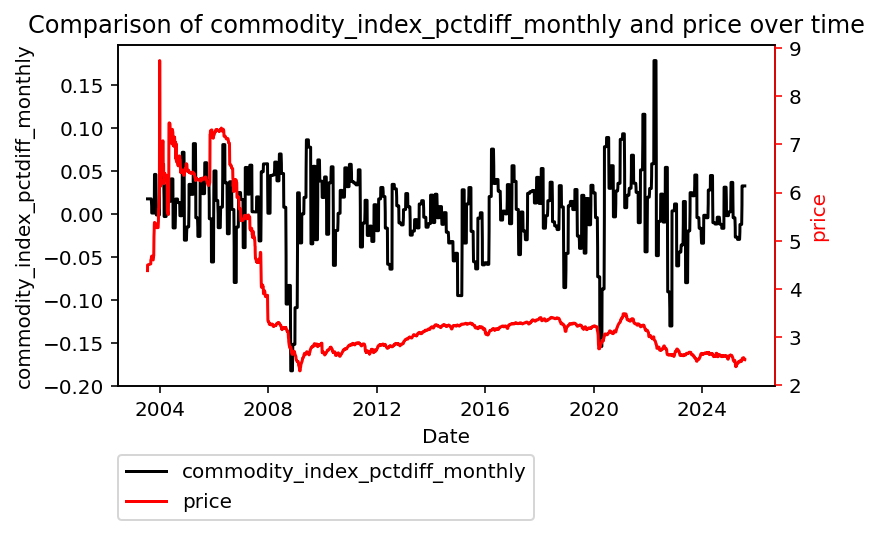 Comparison of commodity_index_pctdiff_monthly and price over time
commodity_index_pctdiff_monthly
0.15
0.10
0.05
0.00
−0.05
−0.10
−0.15
−0.20
9
8
7
6
5
4
3
2
price
2004 2008 2012 2016 2020 2024
Date
commodity_index_pctdiff_monthly
price